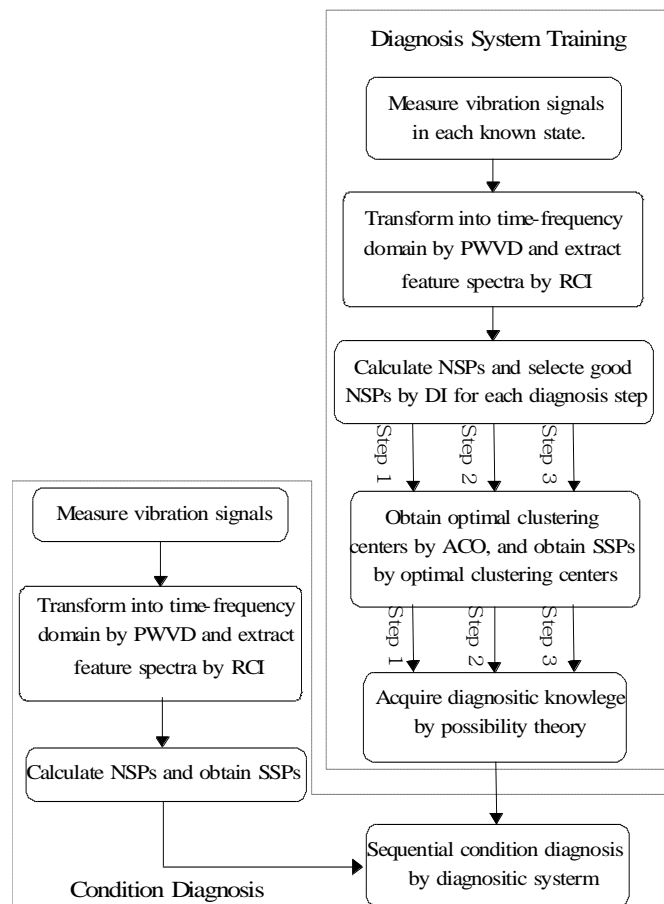 Diagnosis System Training
Measure vibration signals
in each known state.
Transform into time-frequency
domain by PWVD and extract
feature spectra by RCI
Calculate NSPs and selecte good
NSPs by DI for each diagnosis step
Step 1
Step 2
Step 3
Obtain optimal clustering
centers by ACO, and obtain SSPs
by optimal clustering centers
Step 1
Step 2
Step 3
Acquire diagnositic knowlege
by possibility theory
Measure vibration signals
Transform into time-frequency
domain by PWVD and extract
feature spectra by RCI
Calculate NSPs and obtain SSPs
Sequential condition diagnosis
by diagnositic systerm
Condition Diagnosis